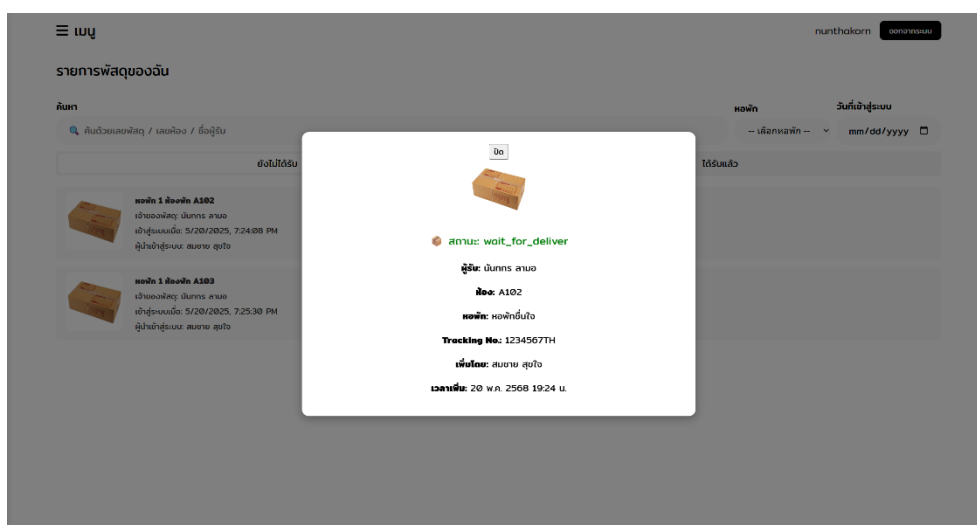 ☰ เมนู
nunthakorn ออกจากระบบ
รายการพัสดุของฉัน
ค้นหา หอพัก วันที่เข้าสู่ระบบ
ค้นด้วยเลขพัสดุ / เลขห้อง / ชื่อผู้รับ -- เลือกหอพัก -- mm/dd/yyyy
ยังไม่ได้รับ ได้รับแล้ว
หอพัก 1 ห้องพัก A102
เจ้าของพัสดุ: นันทกร ลามอ
เข้าสู่ระบบเมื่อ: 5/20/2025, 7:24:08 PM
ผู้นำเข้าสู่ระบบ: สมชาย สุขใจ
หอพัก 1 ห้องพัก A103
เจ้าของพัสดุ: นันทกร ลามอ
เข้าสู่ระบบเมื่อ: 5/20/2025, 7:25:30 PM
ผู้นำเข้าสู่ระบบ: สมชาย สุขใจ
ปิด
สถานะ: wait_for_deliver
ผู้รับ: นันทกร ลามอ
ห้อง: A102
หอพัก: หอพักชื่นใจ
Tracking No.: 1234567TH
เพิ่มโดย: สมชาย สุขใจ
เวลาเพิ่ม: 20 พ.ค. 2568 19:24 น.